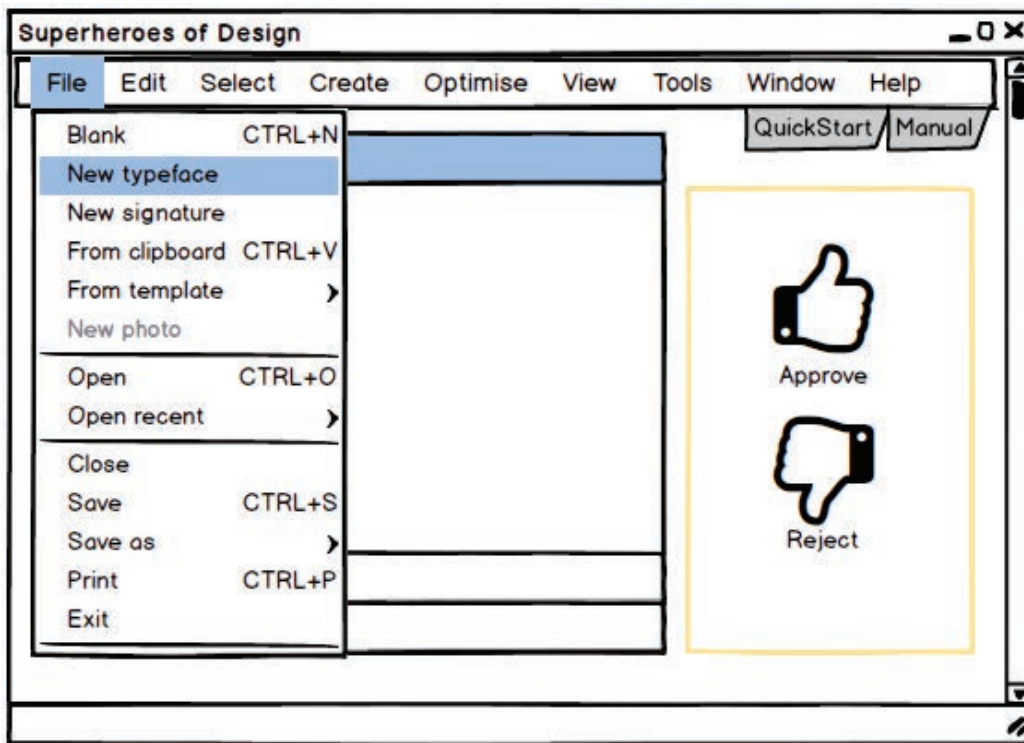 Superheroes of Design
File Edit Select Create Optimise View Tools Window Help
QuickStart Manual
Blank CTRL+N
New typeface
New signature
From clipboard CTRL+V
From template
New photo
Open CTRL+O
Open recent
Close
Save CTRL+S
Save as
Print CTRL+P
Exit
Approve
Reject